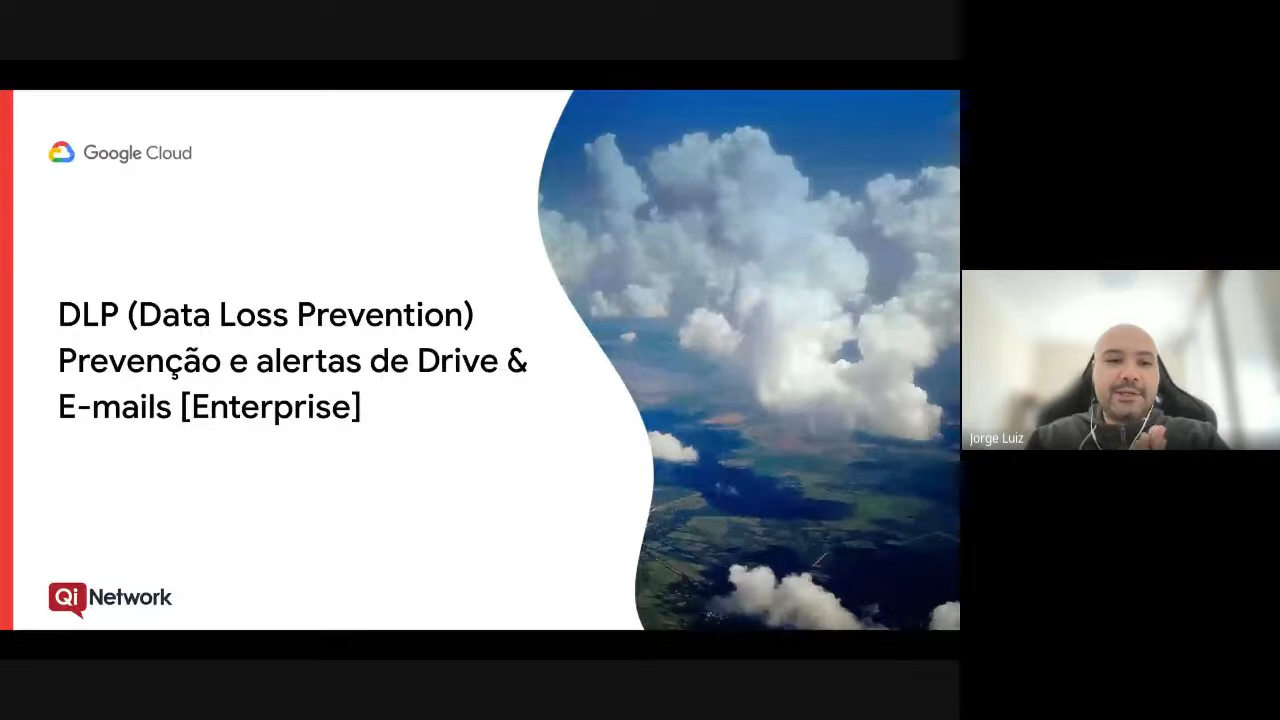 Google Cloud
DLP (Data Loss Prevention)
Prevenção e alertas de Drive &
E-mails [Enterprise]
Qi Network
Jorge Luiz